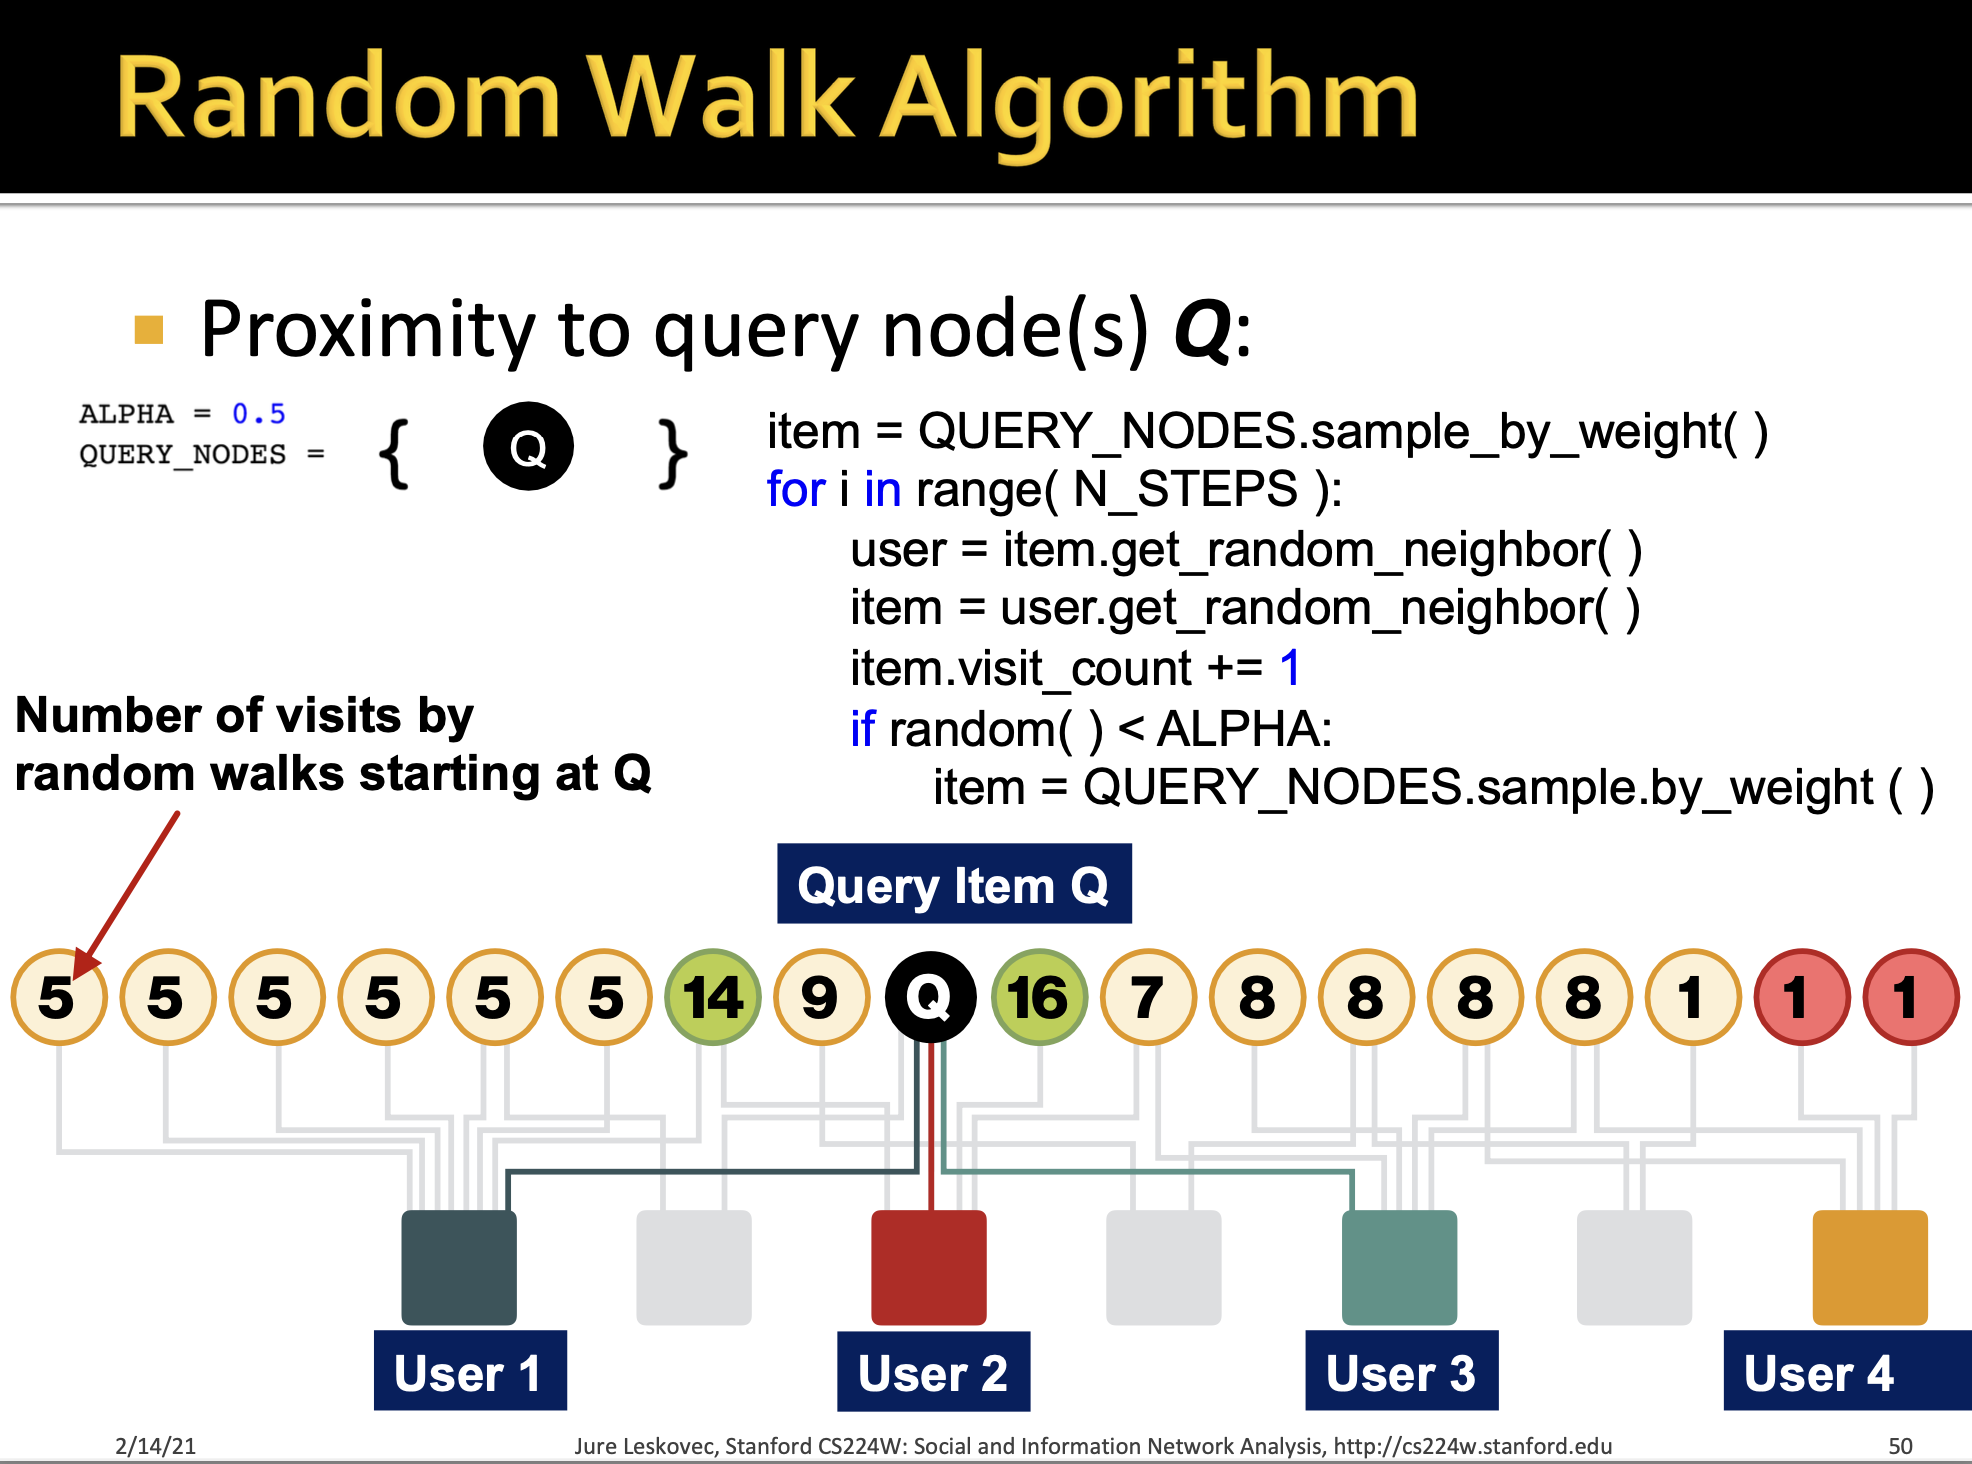 Random Walk Algorithm
Proximity to query node(s) Q:
ALPHA = 0.5
QUERY_NODES = { Q }
item = QUERY_NODES.sample_by_weight( )
for i in range( N_STEPS ):
user = item.get_random_neighbor( )
item = user.get_random_neighbor( )
item.visit_count += 1
if random( ) < ALPHA:
item = QUERY_NODES.sample.by_weight ( )
Number of visits by
random walks starting at Q
Query Item Q
5 5 5 5 5 5 14 9 Q 16 7 8 8 8 8 1 1 1
User 1 User 2 User 3 User 4
2/14/21 Jure Leskovec, Stanford CS224W: Social and Information Network Analysis, http://cs224w.stanford.edu 50